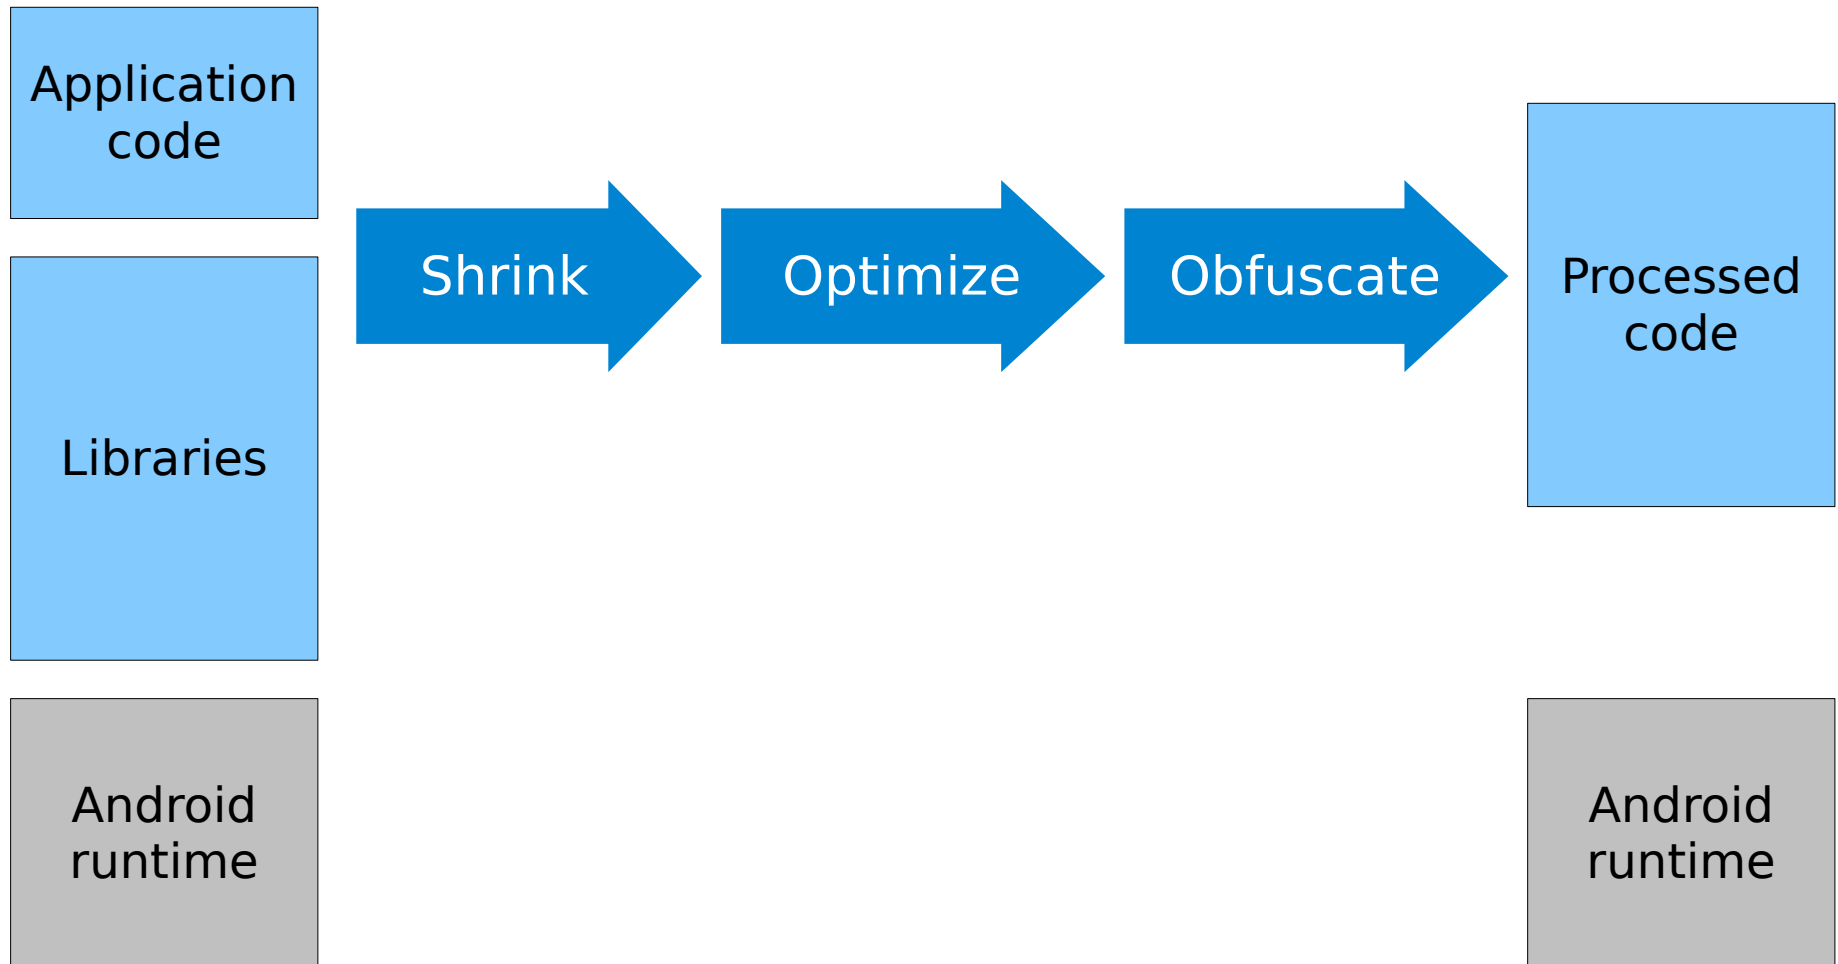 Application
code
Libraries
Android
runtime
Shrink
Optimize
Obfuscate
Processed
code
Android
runtime